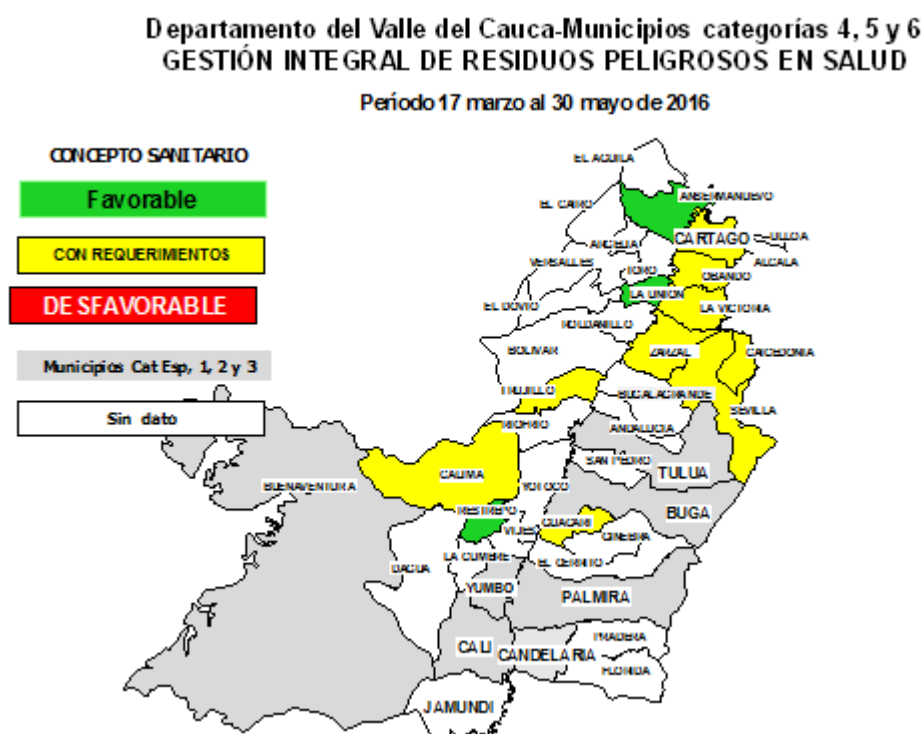 Departamento del Valle del Cauca-Municipios categorías 4, 5 y 6
GESTIÓN INTEGRAL DE RESIDUOS PELIGROSOS EN SALUD
Período 17 marzo al 30 mayo de 2016
CONCEPTO SANITARIO
Favorable
CON REQUERIMIENTOS
DESFAVORABLE
Municipios Cat Esp, 1, 2 y 3
Sin dato
EL AGUILA
ANSERMANUEVO
EL CAIRO
CARTAGO
ULLOA
ARGELIA
ALCALA
VERSALLES
TORO
OBANDO
LA UNION
EL DOVIO
LA VICTORIA
ROLDANILLO
BOLIVAR
ZARZAL
CAICEDONIA
TRUJILLO
BUGALAGRANDE
SEVILLA
RIOFRIO
ANDALUCIA
SAN PEDRO
TULUA
CALIMA
BUENAVENTURA
YOTOCO
RESTREPO
BUGA
GUACARI
VIJES
GINEBRA
LA CUMBRE
EL CERRITO
DAGUA
YUMBO
PALMIRA
PRADERA
CALI
CANDELARIA
FLORIDA
JAMUNDI